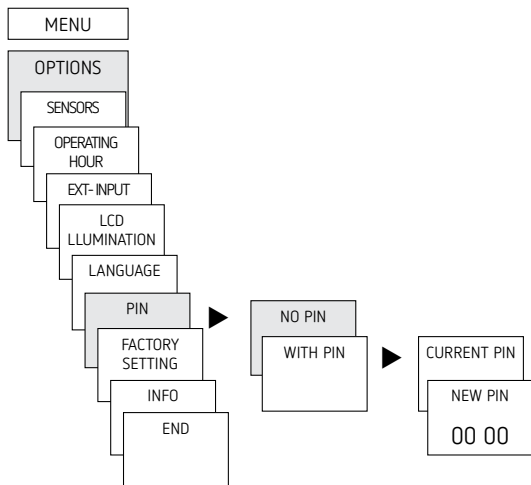 MENU
OPTIONS
SENSORS
OPERATING
HOUR
EXT-INPUT
LCD
LLUMINATION
LANGUAGE
PIN
FACTORY
SETTING
INFO
END
NO PIN
WITH PIN
CURRENT PIN
NEW PIN
00 00